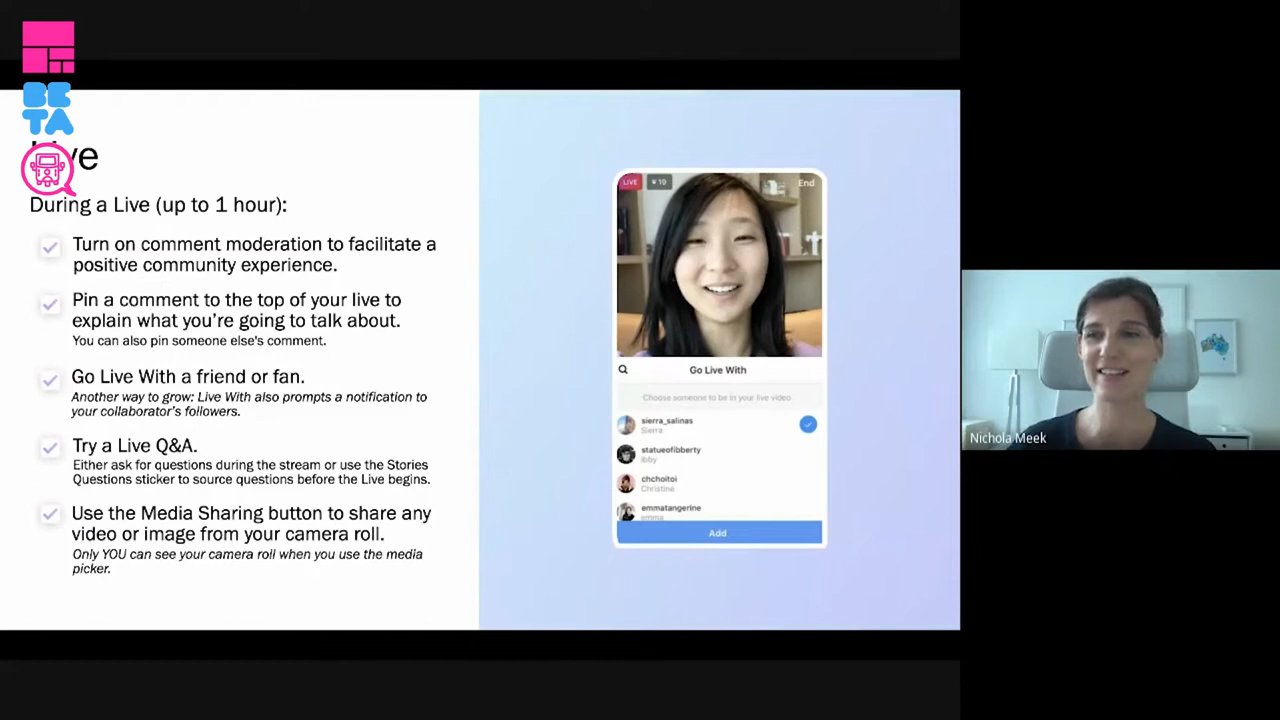 BE
TA
Live
During a Live (up to 1 hour):
Turn on comment moderation to facilitate a
positive community experience.
Pin a comment to the top of your live to
explain what you're going to talk about.
You can also pin someone else's comment.
Go Live With a friend or fan.
Another way to grow: Live With also prompts a notification to
your collaborator's followers.
Try a Live Q&A.
Either ask for questions during the stream or use the Stories
Questions sticker to source questions before the Live begins.
Use the Media Sharing button to share any
video or image from your camera roll.
Only YOU can see your camera roll when you use the media
picker.
LIVE
19
End
Go Live With
Choose someone to be in your live video
sierra_salinas
Sierra
statueofibberty
chchoitoi
Christine
emmatangerine
emma
Add
Nichola Meek